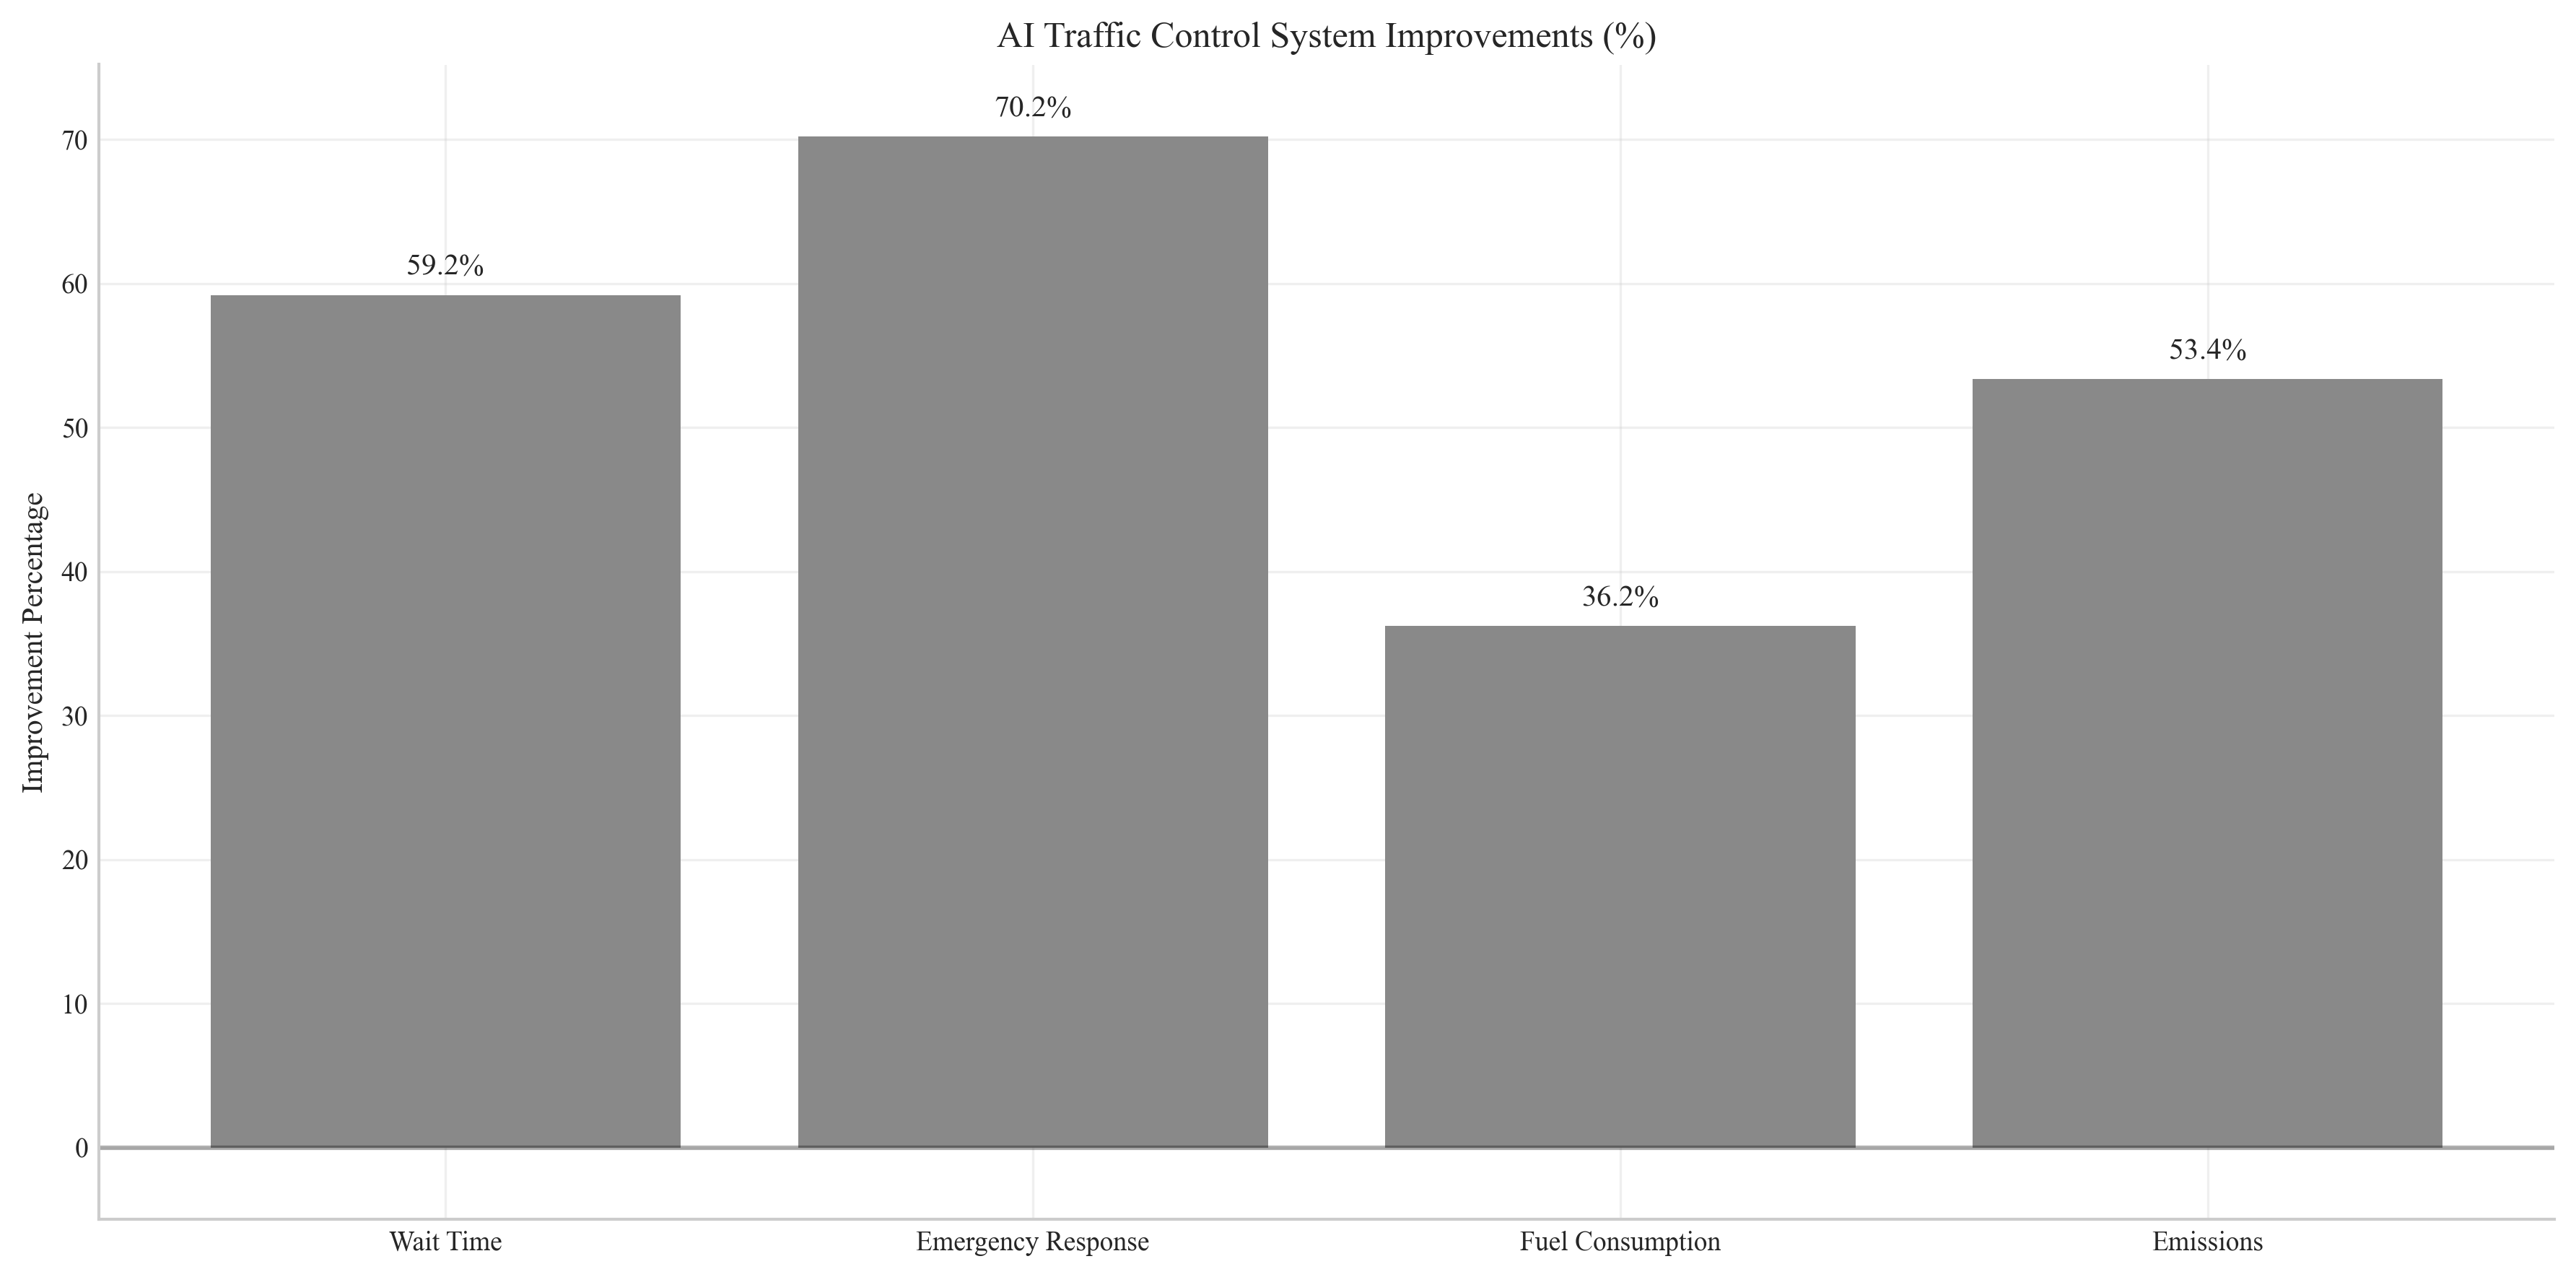 AI Traffic Control System Improvements (%)
Improvement Percentage
70
60
50
40
30
20
10
0
59.2%
70.2%
36.2%
53.4%
Wait Time
Emergency Response
Fuel Consumption
Emissions